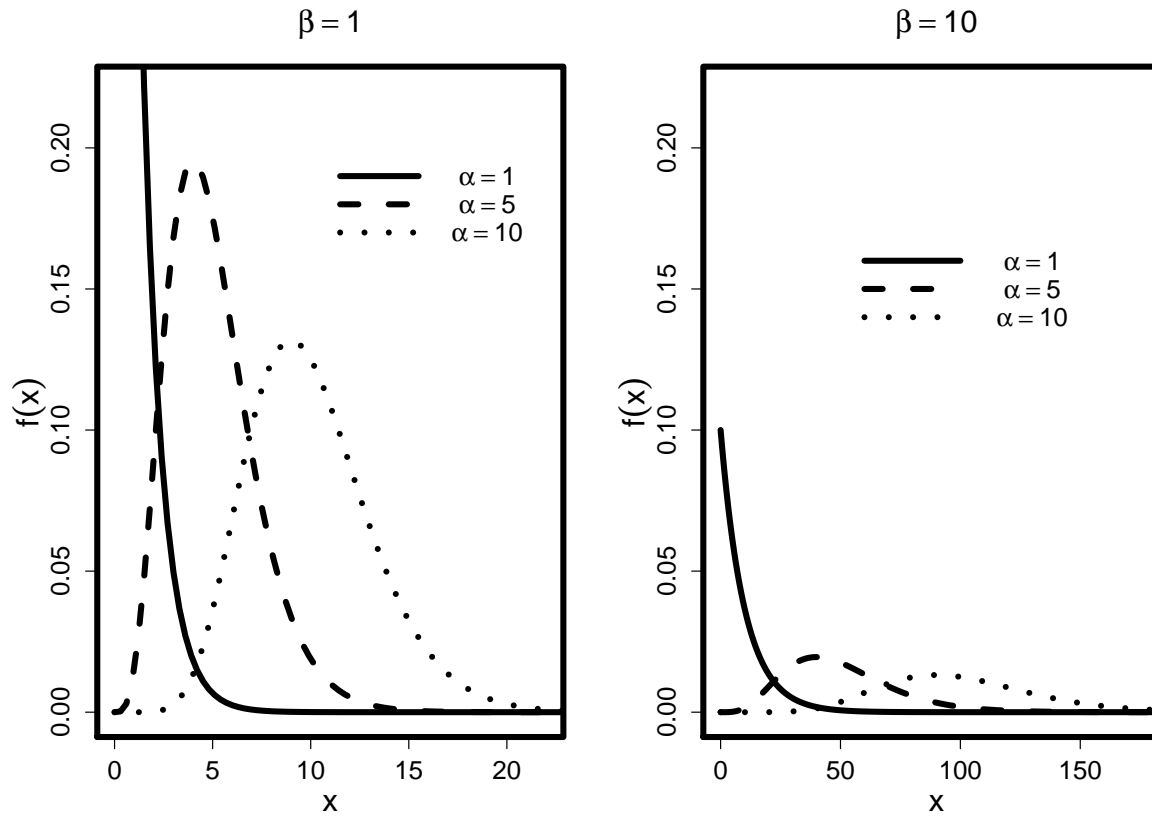 β = 1
f(x)
0.20
0.15
0.10
0.05
0.00
α = 1
α = 5
α = 10
0 5 10 15 20
x
β = 10
f(x)
0.20
0.15
0.10
0.05
0.00
α = 1
α = 5
α = 10
0 50 100 150
x